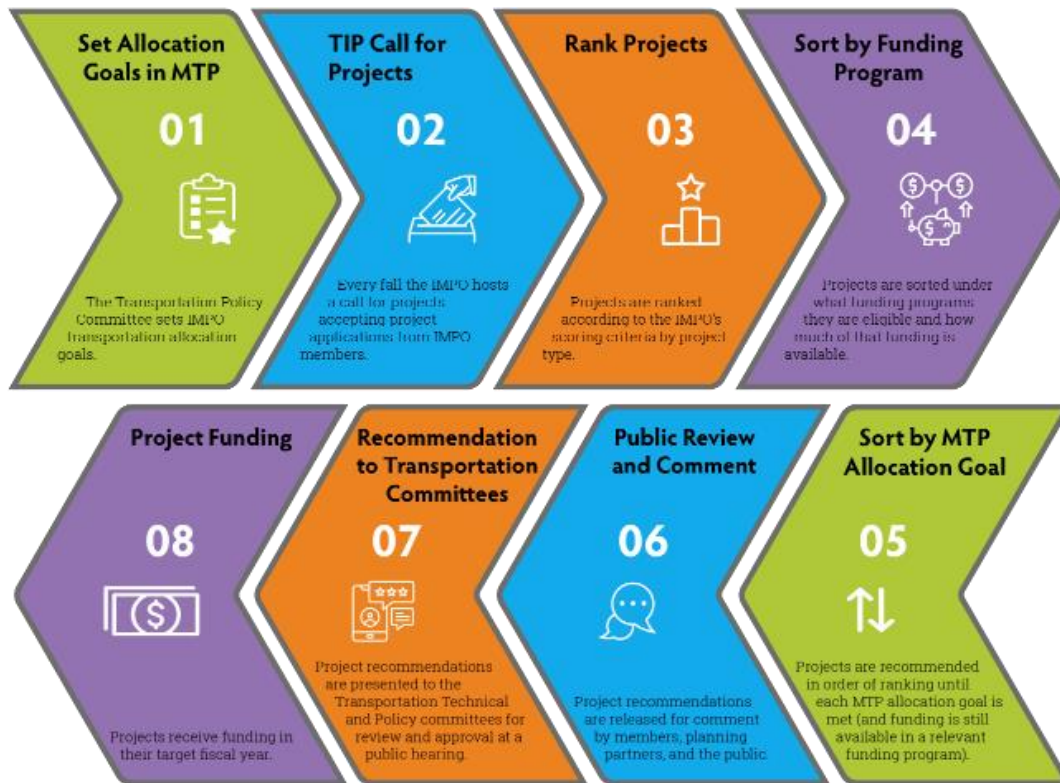 Set Allocation
Goals in MTP
01
The Transportation Policy
Committee sets IMPO
transportation allocation
goals.
TIP Call for
Projects
02
Every fall the IMPO hosts
a call for projects
accepting project
applications from IMPO
members.
Rank Projects
03
Projects are ranked
according to the IMPO's
scoring criteria by project
type.
Sort by Funding
Program
04
Projects are sorted under
what funding programs
they are eligible and how
much of that funding is
available.
Sort by MTP
Allocation Goal
05
Projects are recommended
in order of ranking until
each MTP allocation goal is
met (and funding is still
available in a relevant
funding program).
Public Review
and Comment
06
Project recommendations
are released for comment
by members, planning
partners, and the public.
Recommendation
to Transportation
Committees
07
Project recommendations
are presented to the
Transportation Technical
and Policy committees for
review and approval at a
public hearing.
Project Funding
08
Projects receive funding in
their target fiscal year.